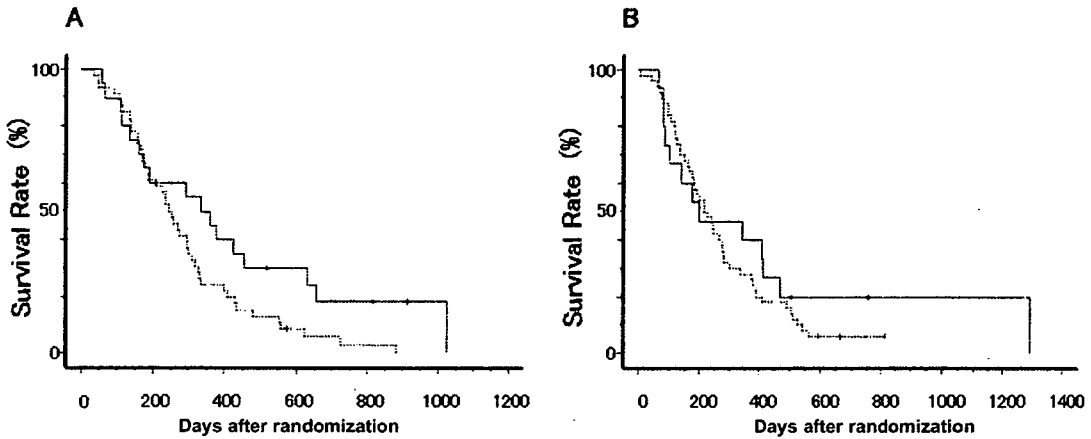 A
Survival Rate (%)
100
50
0
0 200 400 600 800 1000 1200
Days after randomization
B
Survival Rate (%)
100
50
0
0 200 400 600 800 1000 1200 1400
Days after randomization